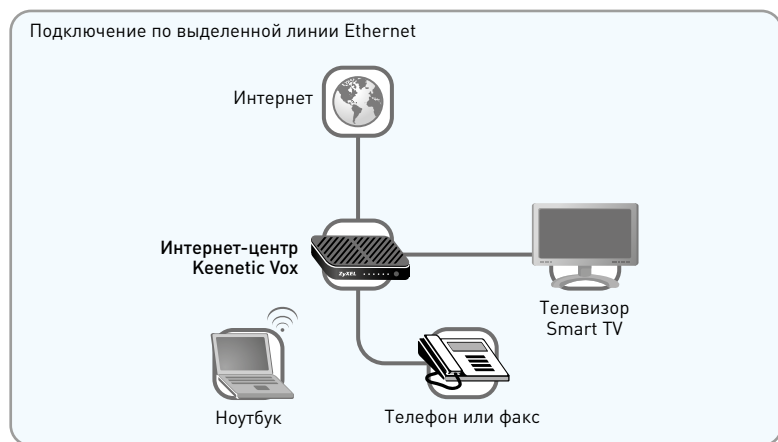 Подключение по выделенной линии Ethernet
Интернет
Интернет-центр
Keenetic Vox
ZyXEL
Телевизор
Smart TV
Ноутбук
Телефон или факс